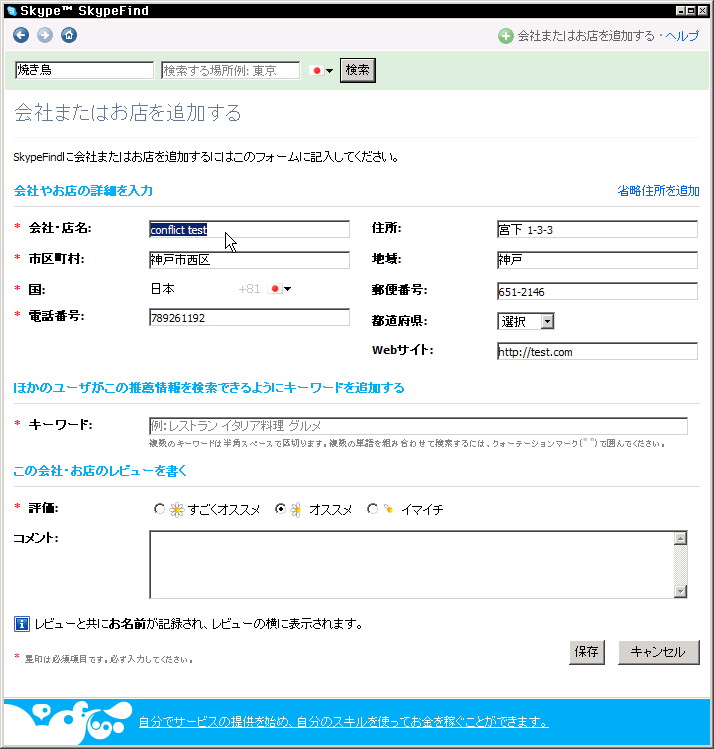 Skype™ SkypeFind
会社またはお店を追加する・ヘルプ
焼き鳥 検索する場所例: 東京 検索
会社またはお店を追加する
SkypeFindに会社またはお店を追加するにはこのフォームに記入してください。
会社やお店の詳細を入力 省略住所を追加
* 会社・店名: conflict test 住所: 宮下 1-3-3
* 市区町村: 神戸市西区 地域: 神戸
* 国: 日本 +81 郵便番号: 651-2146
* 電話番号: 789261192 都道府県: 選択
Webサイト: http://test.com
ほかのユーザがこの推薦情報を検索できるようにキーワードを追加する
* キーワード: 例:レストラン イタリア料理 グルメ
複数のキーワードは半角スペースで区切ります。複数の単語を組み合わせて検索するには、クォーテーションマーク(" ")で囲んでください。
この会社・お店のレビューを書く
* 評価: すごくオススメ オススメ イマイチ
コメント:
i レビューと共にお名前が記録され、レビューの横に表示されます。
* 星印は必須項目です。必ず入力してください。
保存 キャンセル
自分でサービスの提供を始め、自分のスキルを使ってお金を稼ぐことができます。